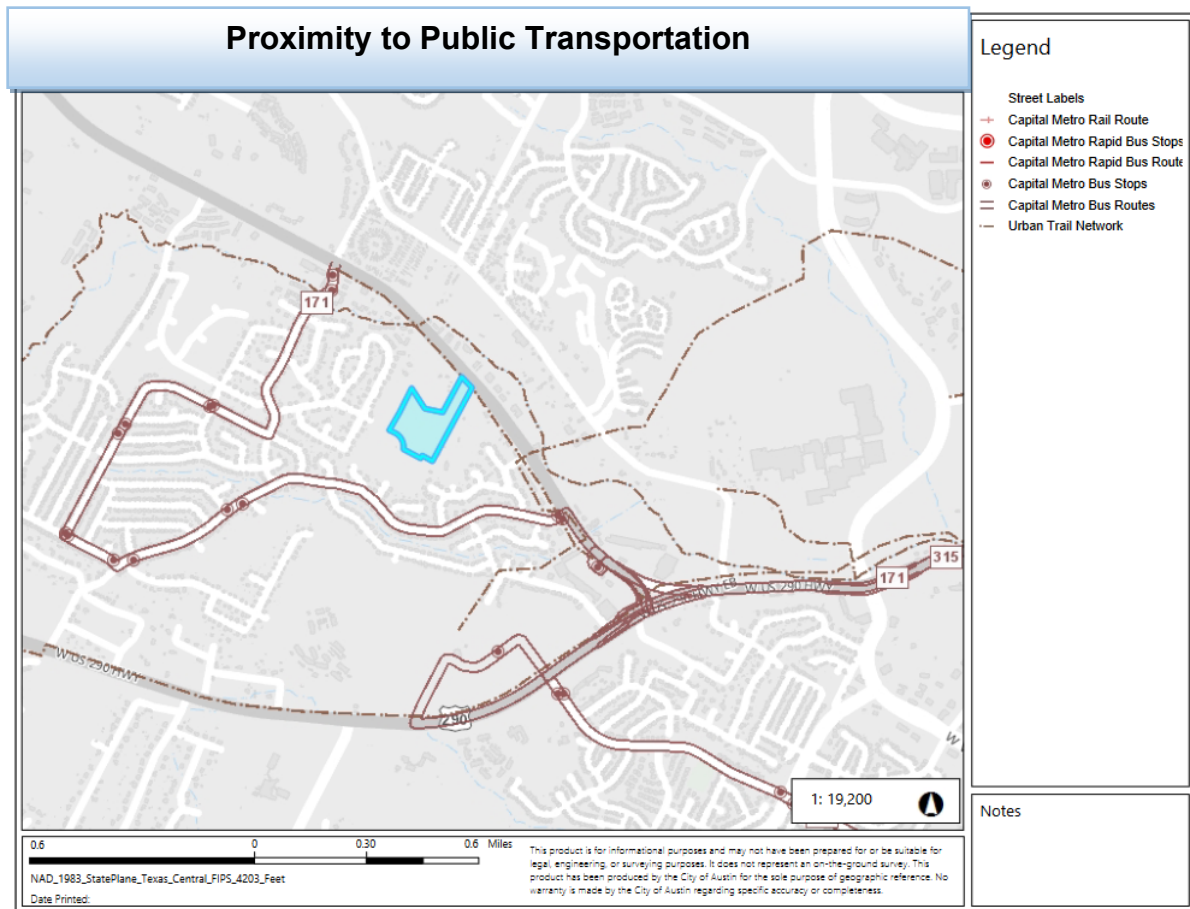 Proximity to Public Transportation
Legend
Street Labels
Capital Metro Rail Route
Capital Metro Rapid Bus Stops
Capital Metro Rapid Bus Route
Capital Metro Bus Stops
Capital Metro Bus Routes
Urban Trail Network
171
315
171
W US 290 HWY
W US 290 HWY
290
W
1: 19,200
Notes
0.6 0 0.30 0.6 Miles
NAD_1983_StatePlane_Texas_Central_FIPS_4203_Feet
Date Printed:
This product is for informational purposes and may not have been prepared for or be suitable for
legal, engineering, or surveying purposes. It does not represent an on-the-ground survey. This
product has been produced by the City of Austin for the sole purpose of geographic reference. No
warranty is made by the City of Austin regarding specific accuracy or completeness.